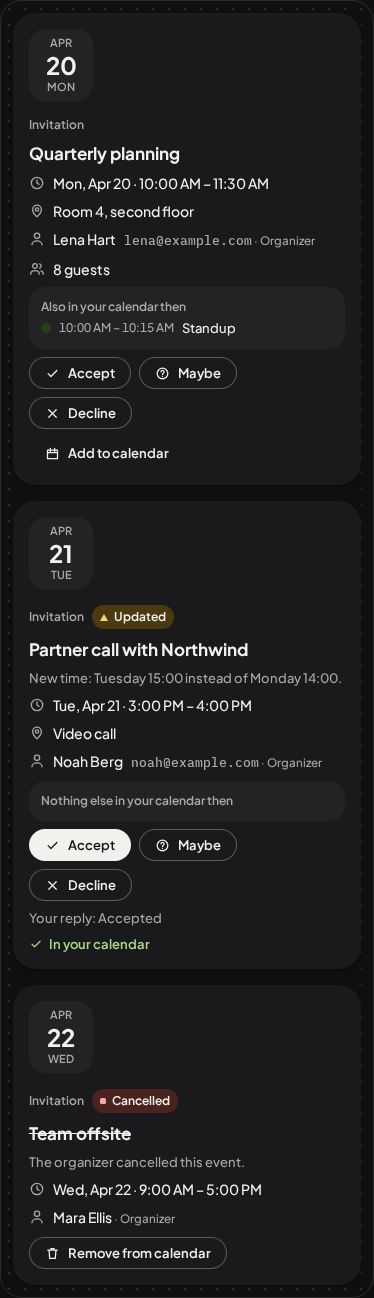 APR
20
MON
Invitation
Quarterly planning
Mon, Apr 20 · 10:00 AM – 11:30 AM
Room 4, second floor
Lena Hart lena@example.com · Organizer
8 guests
Also in your calendar then
10:00 AM – 10:15 AM Standup
Accept Maybe
Decline
Add to calendar
APR
21
TUE
Invitation Updated
Partner call with Northwind
New time: Tuesday 15:00 instead of Monday 14:00.
Tue, Apr 21 · 3:00 PM – 4:00 PM
Video call
Noah Berg noah@example.com · Organizer
Nothing else in your calendar then
Accept Maybe
Decline
Your reply: Accepted
In your calendar
APR
22
WED
Invitation Cancelled
Team offsite
The organizer cancelled this event.
Wed, Apr 22 · 9:00 AM – 5:00 PM
Mara Ellis · Organizer
Remove from calendar